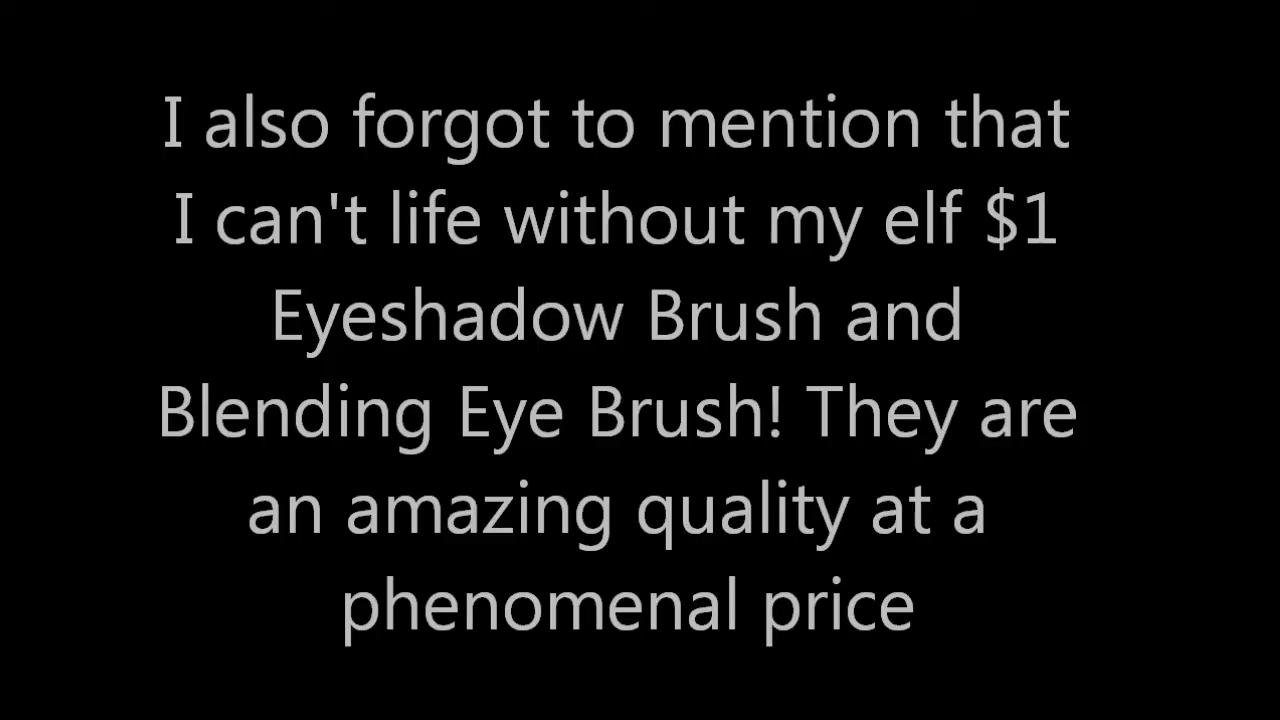 I also forgot to mention that
I can't life without my elf $1
Eyeshadow Brush and
Blending Eye Brush! They are
an amazing quality at a
phenomenal price